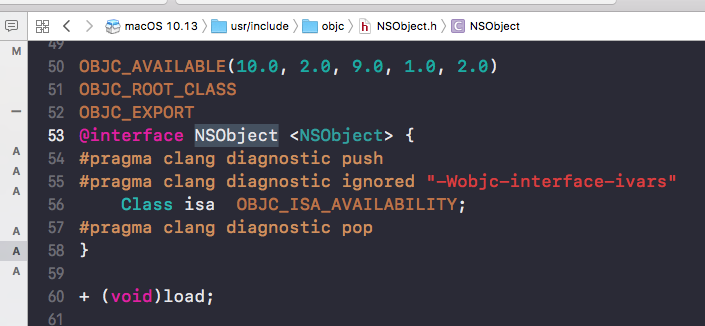 macOS 10.13 > usr/include > objc > h NSObject.h > C NSObject
M
49
50 OBJC_AVAILABLE(10.0, 2.0, 9.0, 1.0, 2.0)
51 OBJC_ROOT_CLASS
52 OBJC_EXPORT
53 @interface NSObject <NSObject> {
A 54 #pragma clang diagnostic push
A 55 #pragma clang diagnostic ignored "-Wobjc-interface-ivars"
A 56 Class isa  OBJC_ISA_AVAILABILITY;
A 57 #pragma clang diagnostic pop
A 58 }
A 59
60 + (void)load;
61